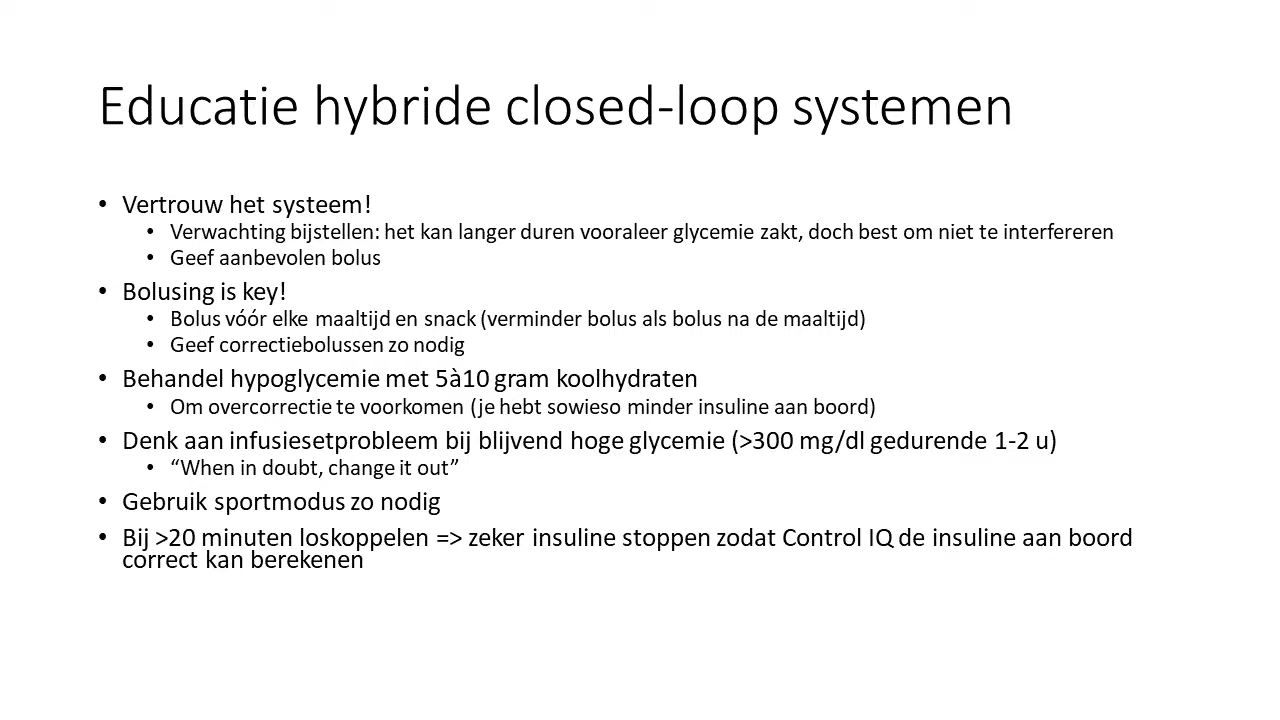 Educatie hybride closed-loop systemen
• Vertrouw het systeem!
• Verwachting bijstellen: het kan langer duren vooraleer glycemie zakt, doch best om niet te interfereren
• Geef aanbevolen bolus
• Bolusing is key!
• Bolus vóór elke maaltijd en snack (verminder bolus als bolus na de maaltijd)
• Geef correctiebolussen zo nodig
• Behandel hypoglycemie met 5à10 gram koolhydraten
• Om overcorrectie te voorkomen (je hebt sowieso minder insuline aan boord)
• Denk aan infusiesetprobleem bij blijvend hoge glycemie (>300 mg/dl gedurende 1-2 u)
• “When in doubt, change it out”
• Gebruik sportmodus zo nodig
• Bij >20 minuten loskoppelen => zeker insuline stoppen zodat Control IQ de insuline aan boord
correct kan berekenen